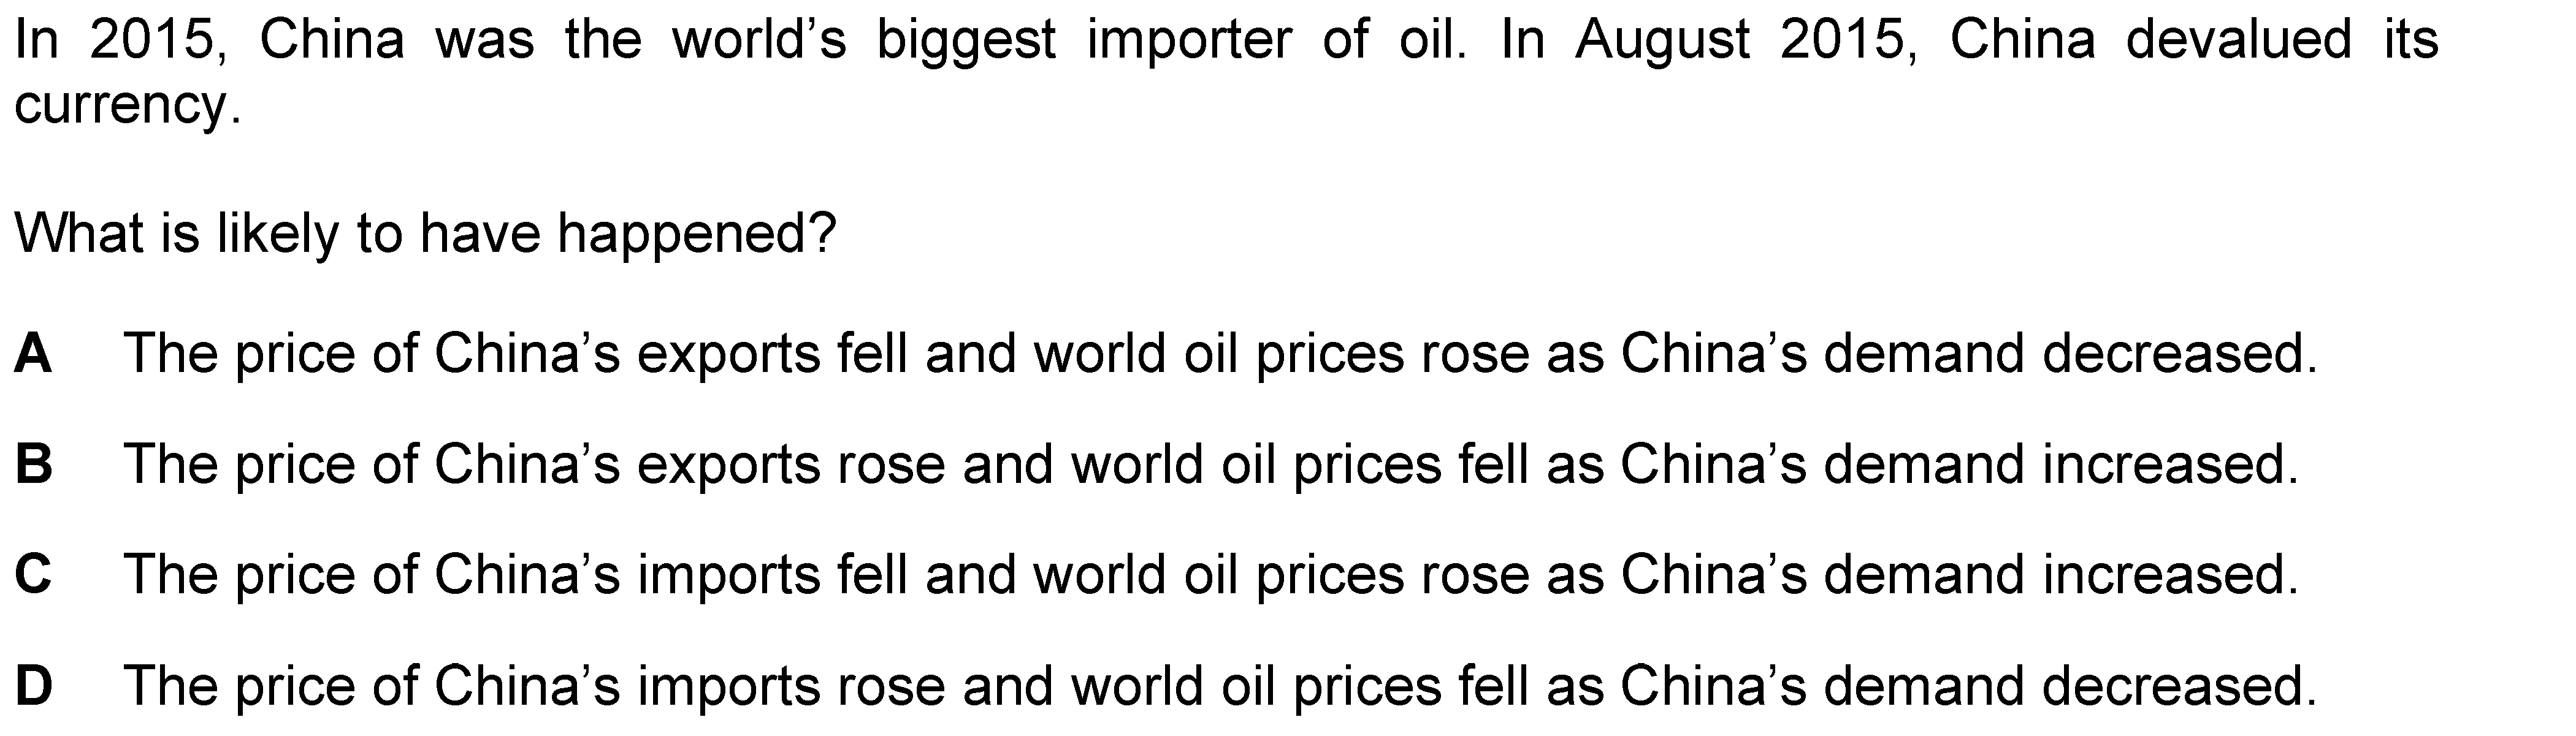 In 2015, China was the world’s biggest importer of oil. In August 2015, China devalued its
currency.
What is likely to have happened?
A The price of China’s exports fell and world oil prices rose as China’s demand decreased.
B The price of China’s exports rose and world oil prices fell as China’s demand increased.
C The price of China’s imports fell and world oil prices rose as China’s demand increased.
D The price of China’s imports rose and world oil prices fell as China’s demand decreased.